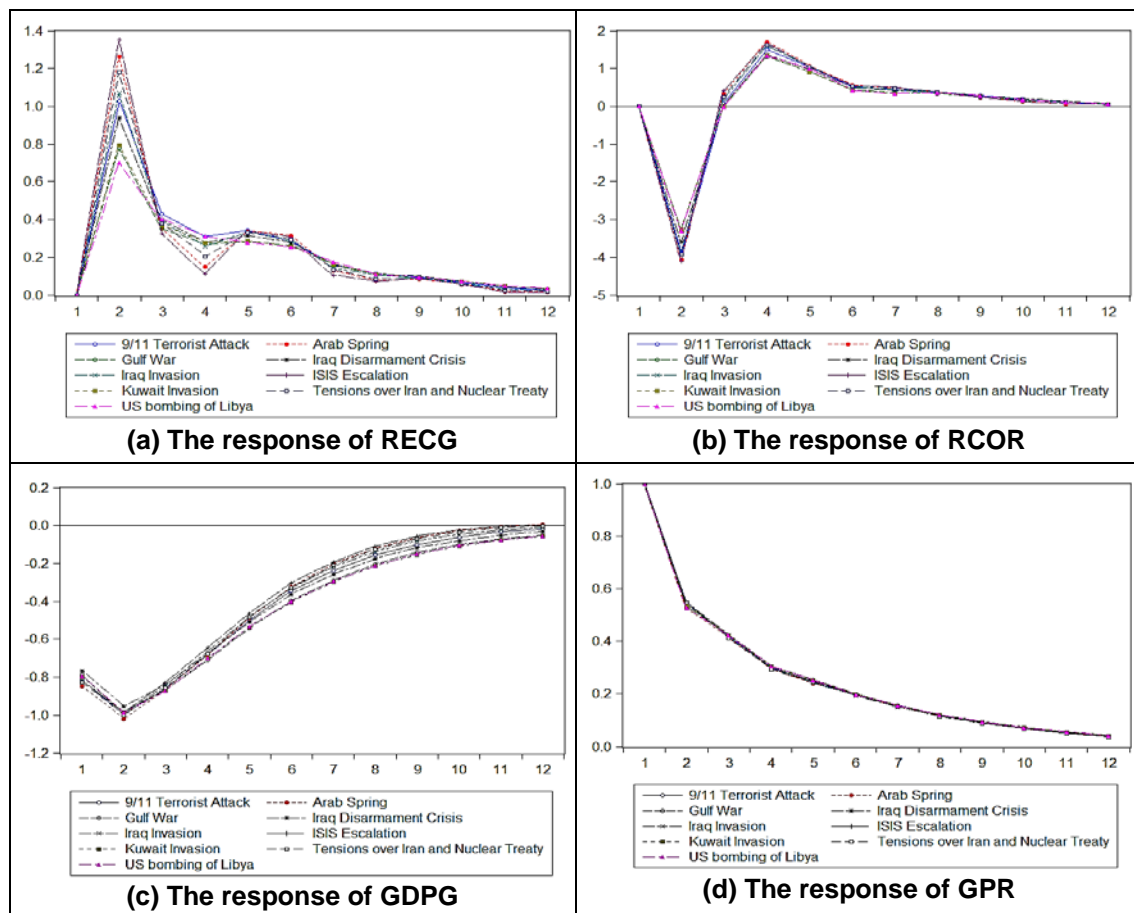 1.4
1.2
1.0
0.8
0.6
0.4
0.2
0.0
1 2 3 4 5 6 7 8 9 10 11 12
9/11 Terrorist Attack Arab Spring
Gulf War Iraq Disarmament Crisis
Iraq Invasion ISIS Escalation
Kuwait Invasion Tensions over Iran and Nuclear Treaty
US bombing of Libya
(a) The response of RECG
2
1
0
-1
-2
-3
-4
-5
1 2 3 4 5 6 7 8 9 10 11 12
9/11 Terrorist Attack Arab Spring
Gulf War Iraq Disarmament Crisis
Iraq Invasion ISIS Escalation
Kuwait Invasion Tensions over Iran and Nuclear Treaty
US bombing of Libya
(b) The response of RCOR
0.2
0.0
-0.2
-0.4
-0.6
-0.8
-1.0
-1.2
1 2 3 4 5 6 7 8 9 10 11 12
9/11 Terrorist Attack Arab Spring
Gulf War Iraq Disarmament Crisis
Iraq Invasion ISIS Escalation
Kuwait Invasion Tensions over Iran and Nuclear Treaty
US bombing of Libya
(c) The response of GDPG
1.0
0.8
0.6
0.4
0.2
0.0
1 2 3 4 5 6 7 8 9 10 11 12
9/11 Terrorist Attack Arab Spring
Gulf War Iraq Disarmament Crisis
Iraq Invasion ISIS Escalation
Kuwait Invasion Tensions over Iran and Nuclear Treaty
US bombing of Libya
(d) The response of GPR